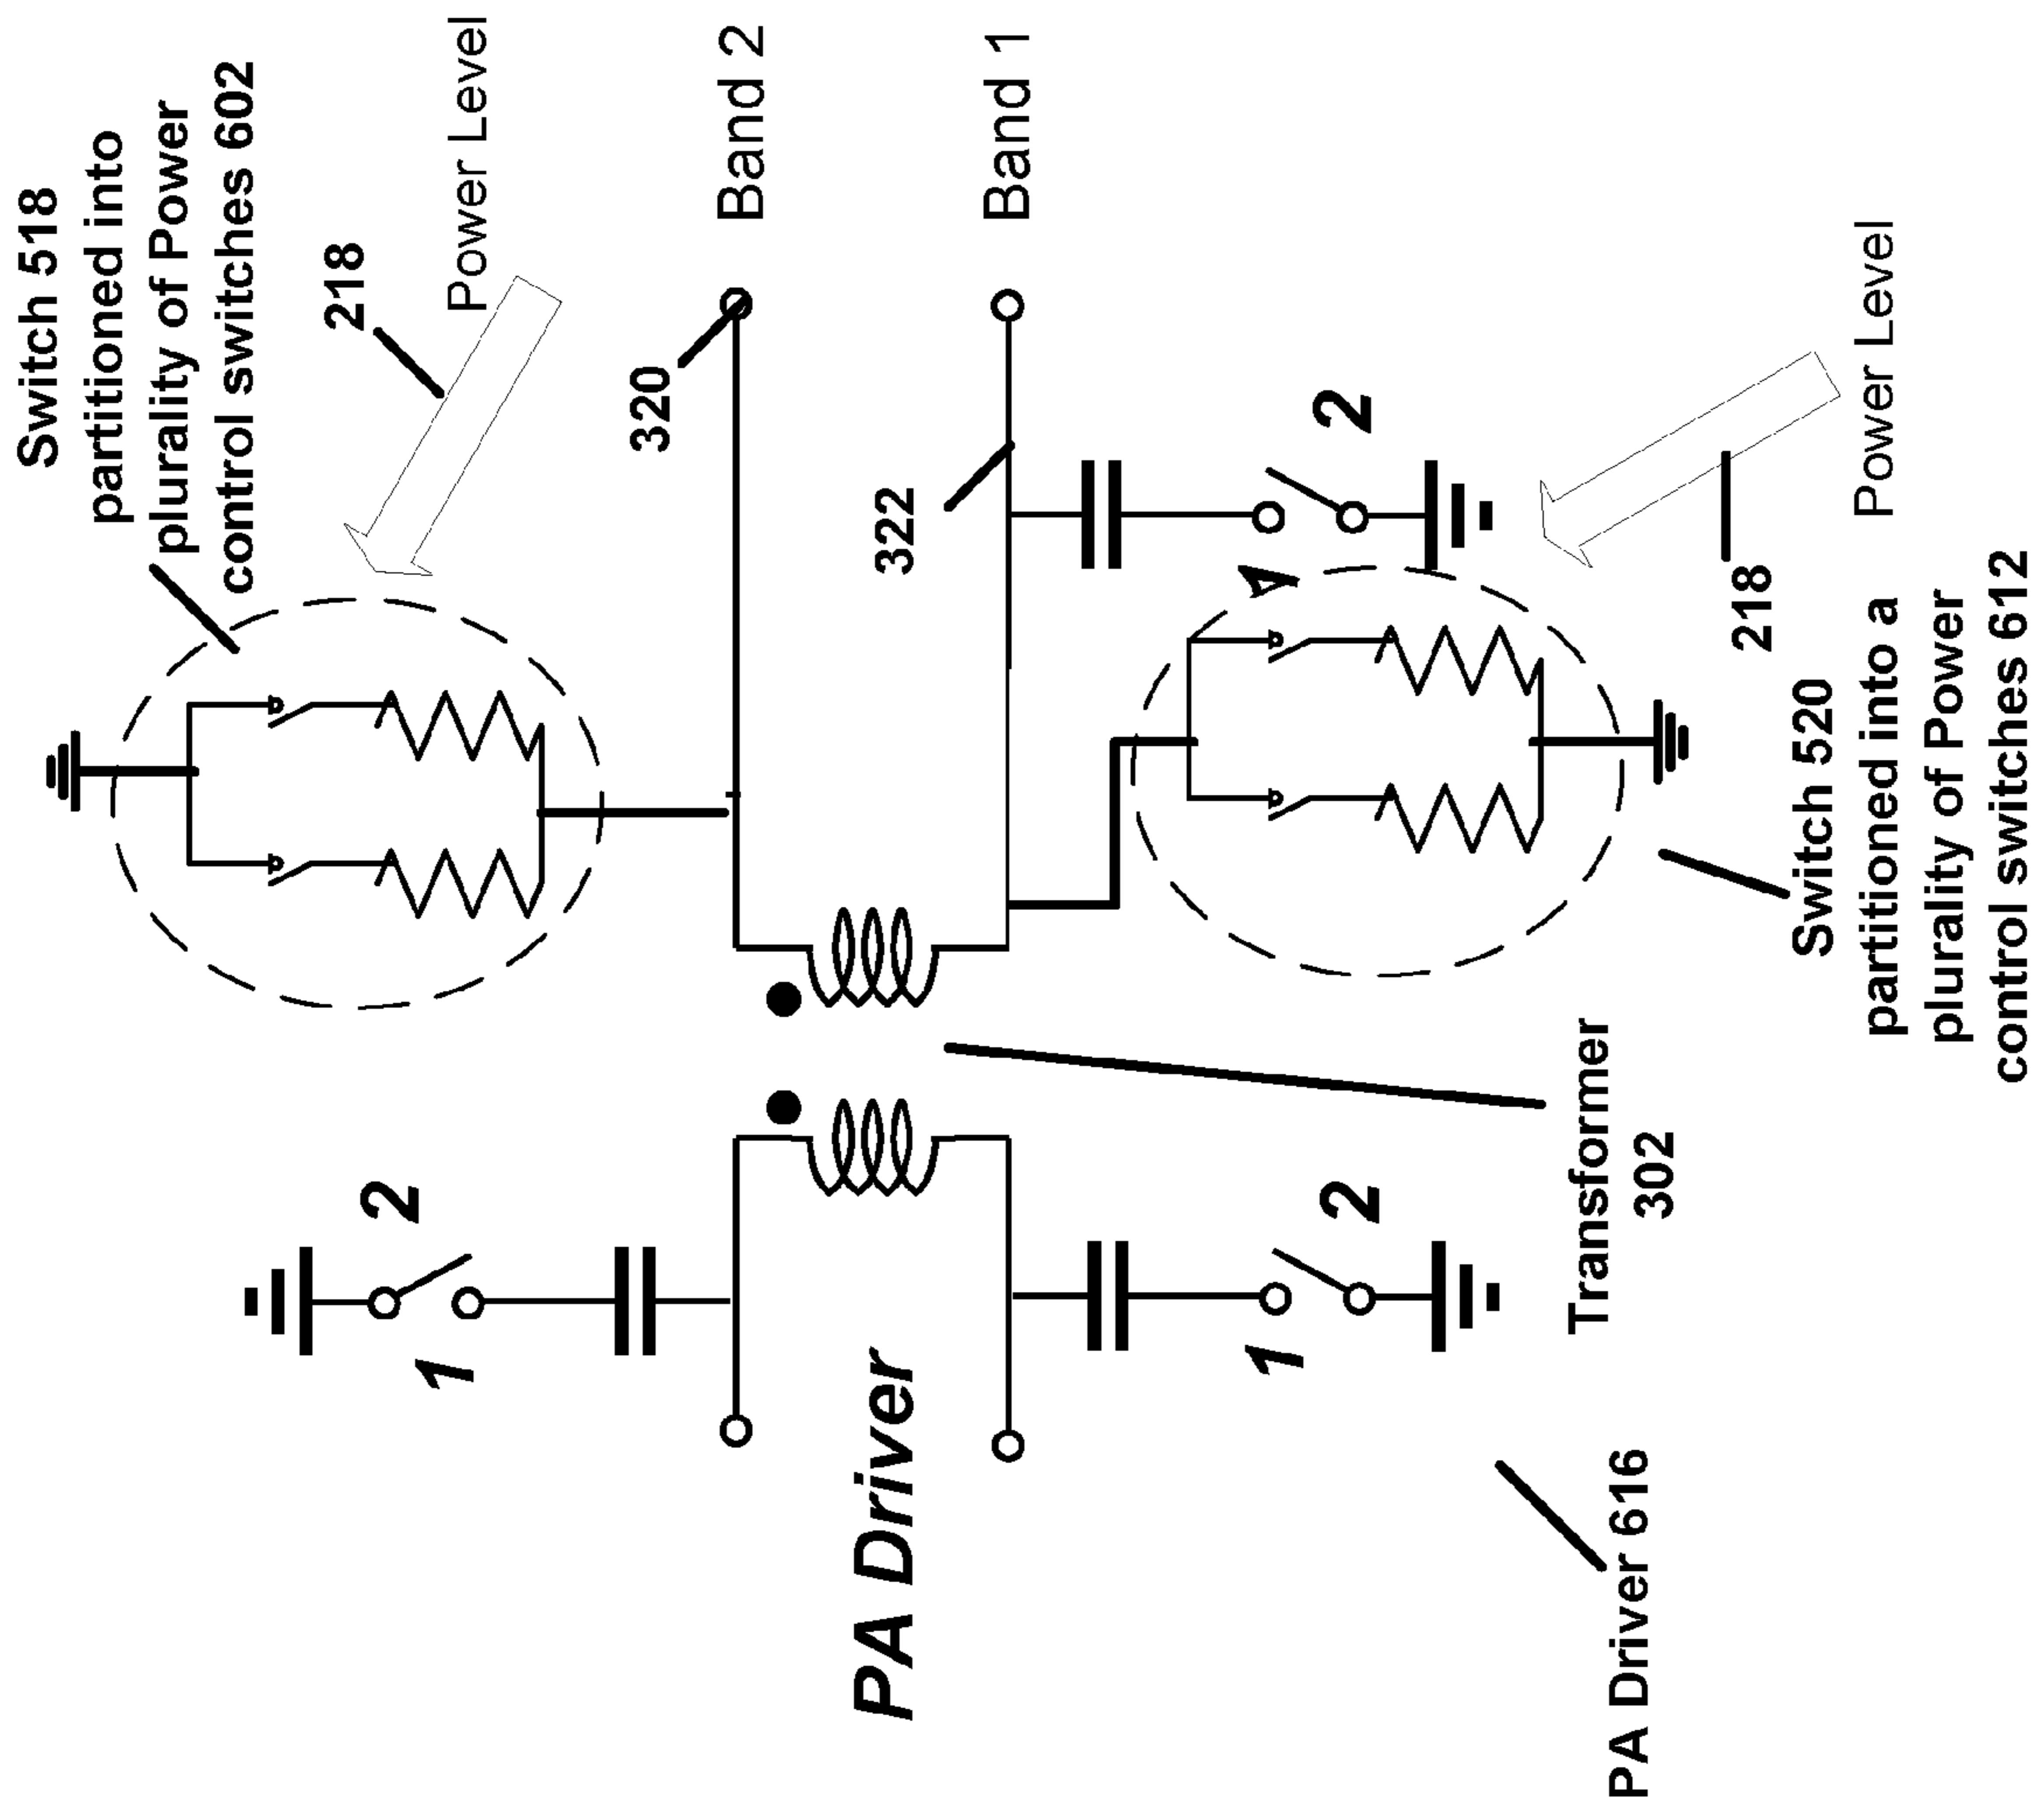 Switch 518
partitioned into
plurality of Power
control switches 602
218
Power Level
320
Band 2
322
Band 1
2
1
2
1
2
PA Driver
218
Power Level
Switch 520
partitioned into a
plurality of Power
control switches 612
Transformer
302
PA Driver 616